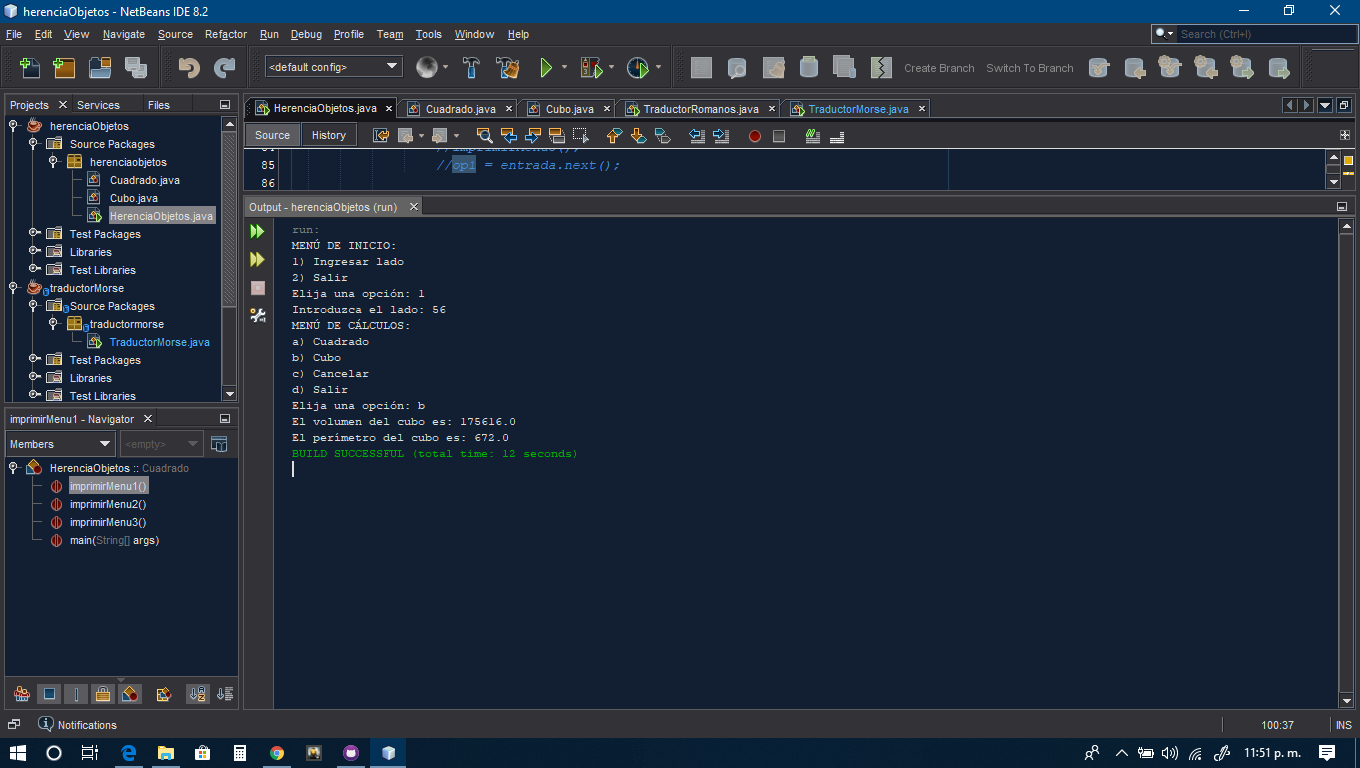 herenciaObjetos - NetBeans IDE 8.2
File Edit View Navigate Source Refactor Run Debug Profile Team Tools Window Help
Search (Ctrl+I)
<default config>
Create Branch Switch To Branch
Projects Services Files
herenciaObjetos
Source Packages
herenciaobjetos
Cuadrado.java
Cubo.java
HerenciaObjetos.java
Test Packages
Libraries
Test Libraries
traductorMorse
Source Packages
traductormorse
TraductorMorse.java
Test Packages
Libraries
Test Libraries
HerenciaObjetos.java Cuadrado.java Cubo.java TraductorRomanos.java TraductorMorse.java
Source History
85 //op1 = entrada.next();
86
Output - herenciaObjetos (run)
run:
MENÚ DE INICIO:
1) Ingresar lado
2) Salir
Elija una opción: 1
Introduzca el lado: 56
MENÚ DE CÁLCULOS:
a) Cuadrado
b) Cubo
c) Cancelar
d) Salir
Elija una opción: b
El volumen del cubo es: 175616.0
El perímetro del cubo es: 672.0
BUILD SUCCESSFUL (total time: 12 seconds)
imprimirMenu1 - Navigator
Members <empty>
HerenciaObjetos :: Cuadrado
imprimirMenu1()
imprimirMenu2()
imprimirMenu3()
main(String[] args)
Notifications
100:37 INS
11:51 p. m.